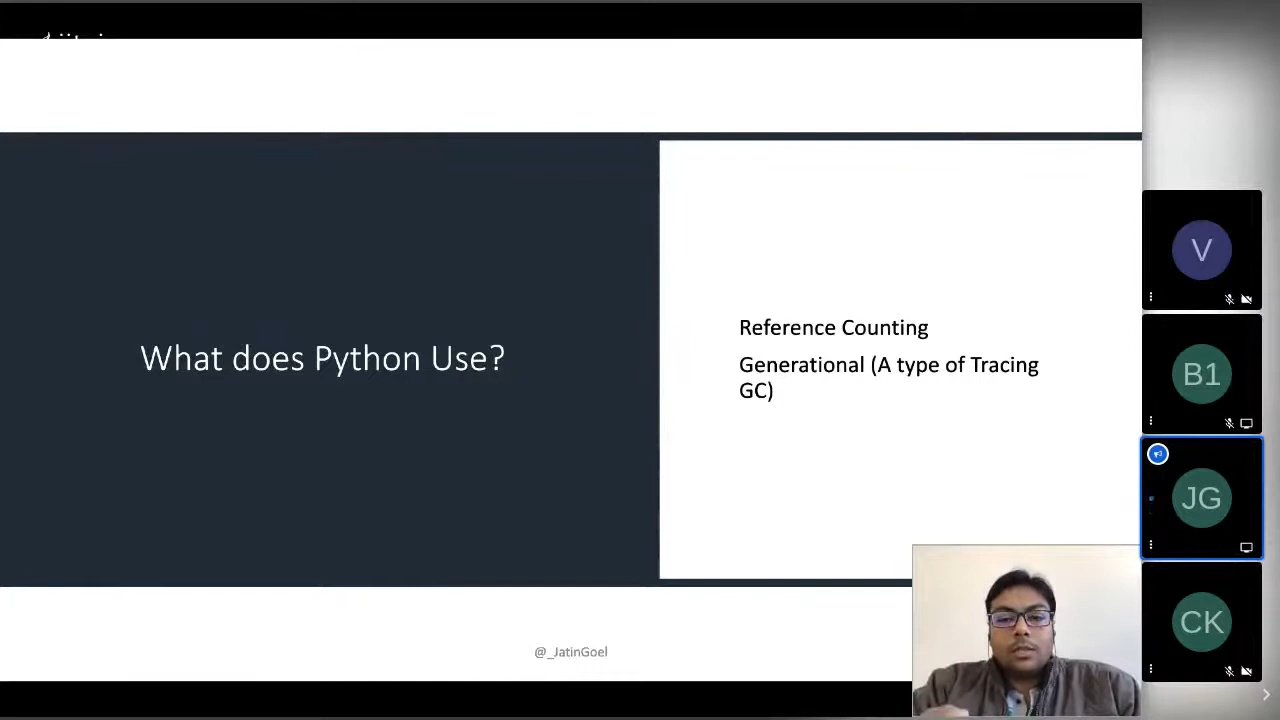 What does Python Use?
Reference Counting
Generational (A type of Tracing
GC)
@_JatinGoel
V
B1
JG
CK